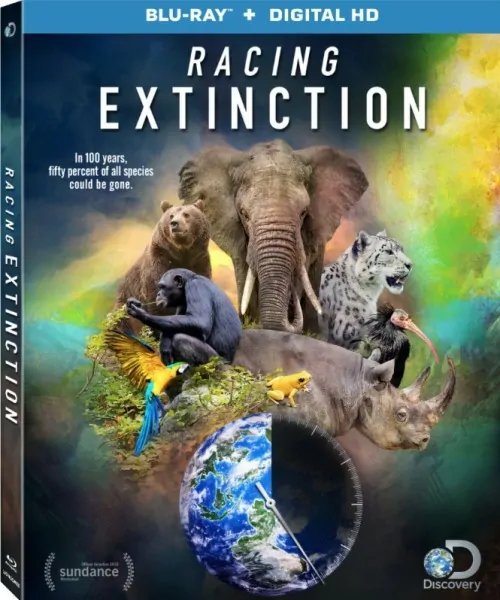 BLU-RAY™ + DIGITAL HD
RACING
EXTINCTION
In 100 years,
fifty percent of all species
could be gone.
RACING EXTINCTION
sundance
Discovery